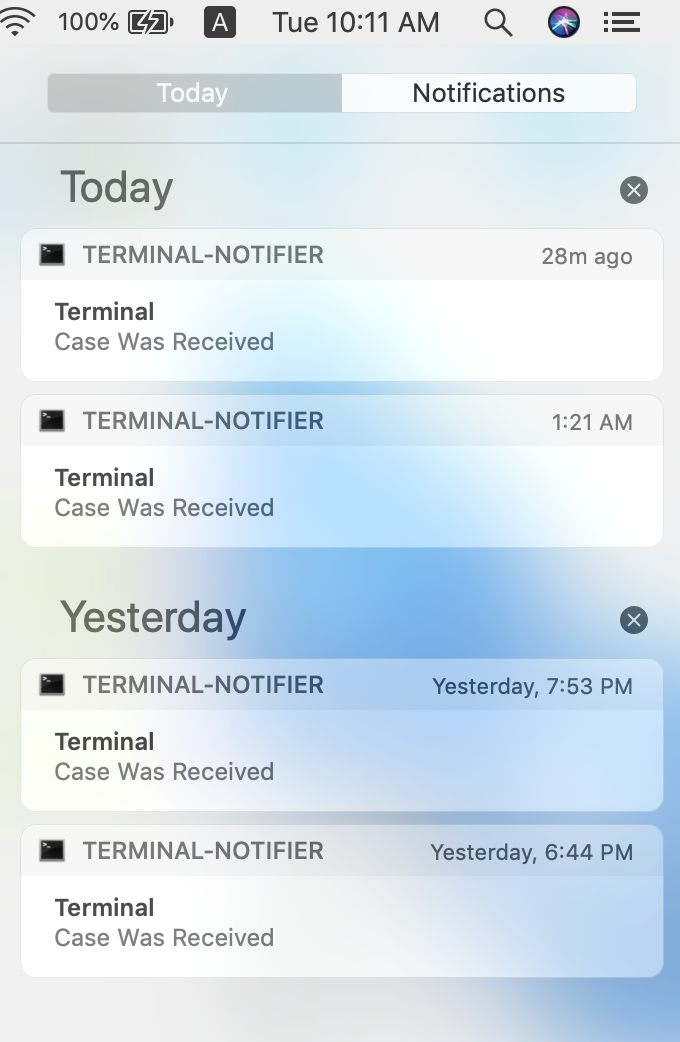 100% A Tue 10:11 AM
Today Notifications
Today
TERMINAL-NOTIFIER 28m ago
Terminal
Case Was Received
TERMINAL-NOTIFIER 1:21 AM
Terminal
Case Was Received
Yesterday
TERMINAL-NOTIFIER Yesterday, 7:53 PM
Terminal
Case Was Received
TERMINAL-NOTIFIER Yesterday, 6:44 PM
Terminal
Case Was Received